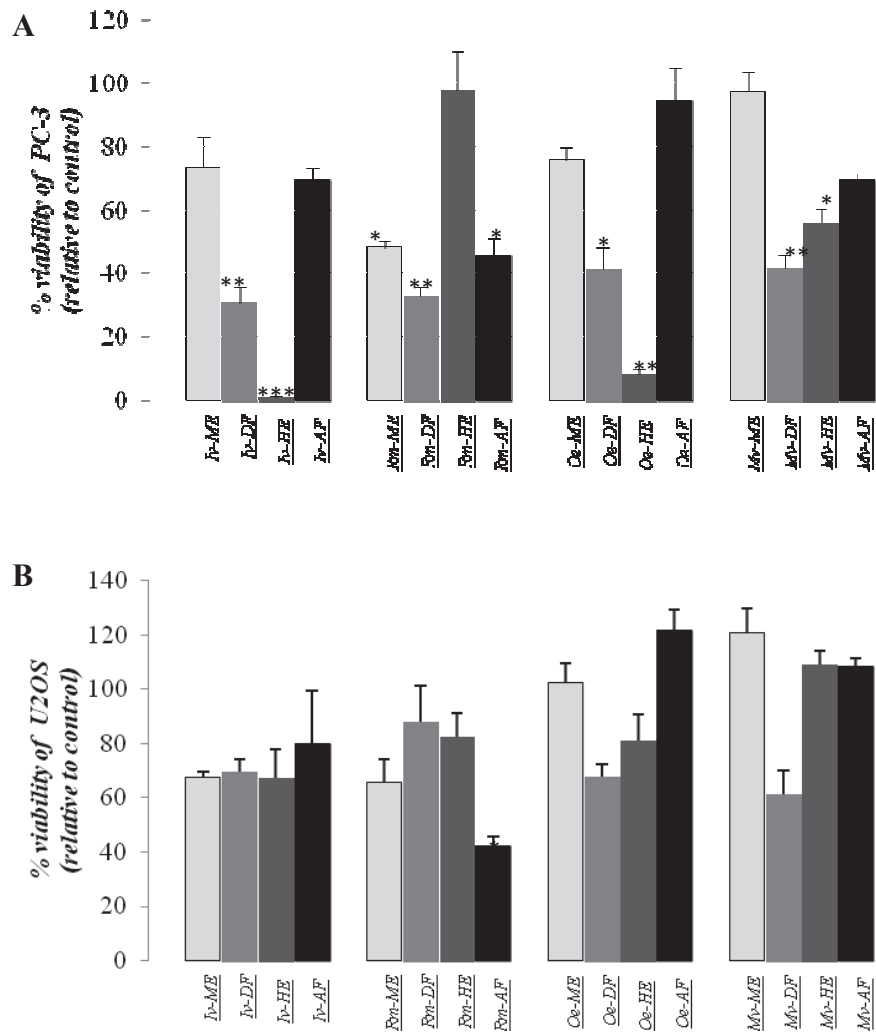 A
120
100
80
60
40
20
0
% viability of PC-3
(relative to control)
*
**
***
*
**
*
*
**
**
*
Iv-ME
Iv-DF
Iv-HE
Iv-AF
Rm-ME
Rm-DF
Rm-HE
Rm-AF
Oe-ME
Oe-DF
Oe-HE
Oe-AF
Mv-ME
Mv-DF
Mv-HE
Mv-AF
B
140
120
100
80
60
40
20
0
% viability of U2OS
(relative to control)
*
Iv-ME
Iv-DF
Iv-HE
Iv-AF
Rm-ME
Rm-DF
Rm-HE
Rm-AF
Oe-ME
Oe-DF
Oe-HE
Oe-AF
Mv-ME
Mv-DF
Mv-HE
Mv-AF